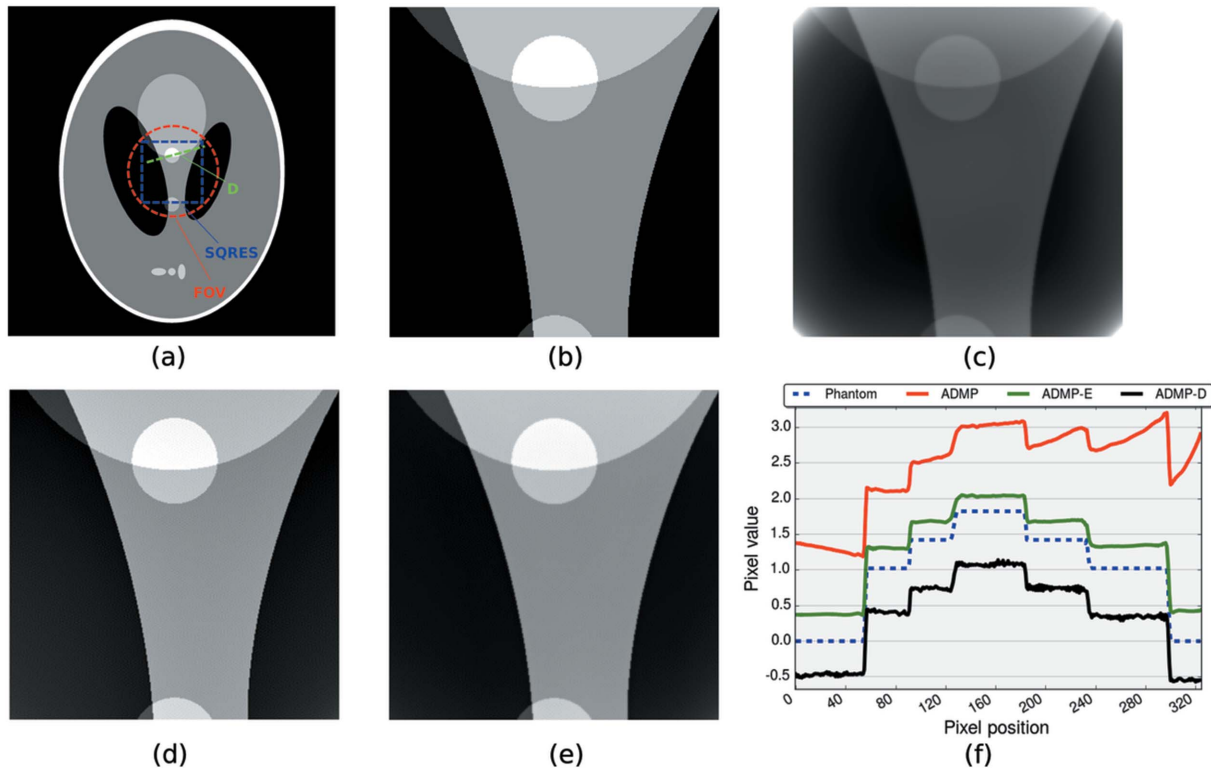 D
SQRES
FOV
(a)
(b)
(c)
(d)
(e)
Phantom ADMP ADMP-E ADMP-D
Pixel value
3.0
2.5
2.0
1.5
1.0
0.5
0.0
-0.5
0 40 80 120 160 200 240 280 320
Pixel position
(f)